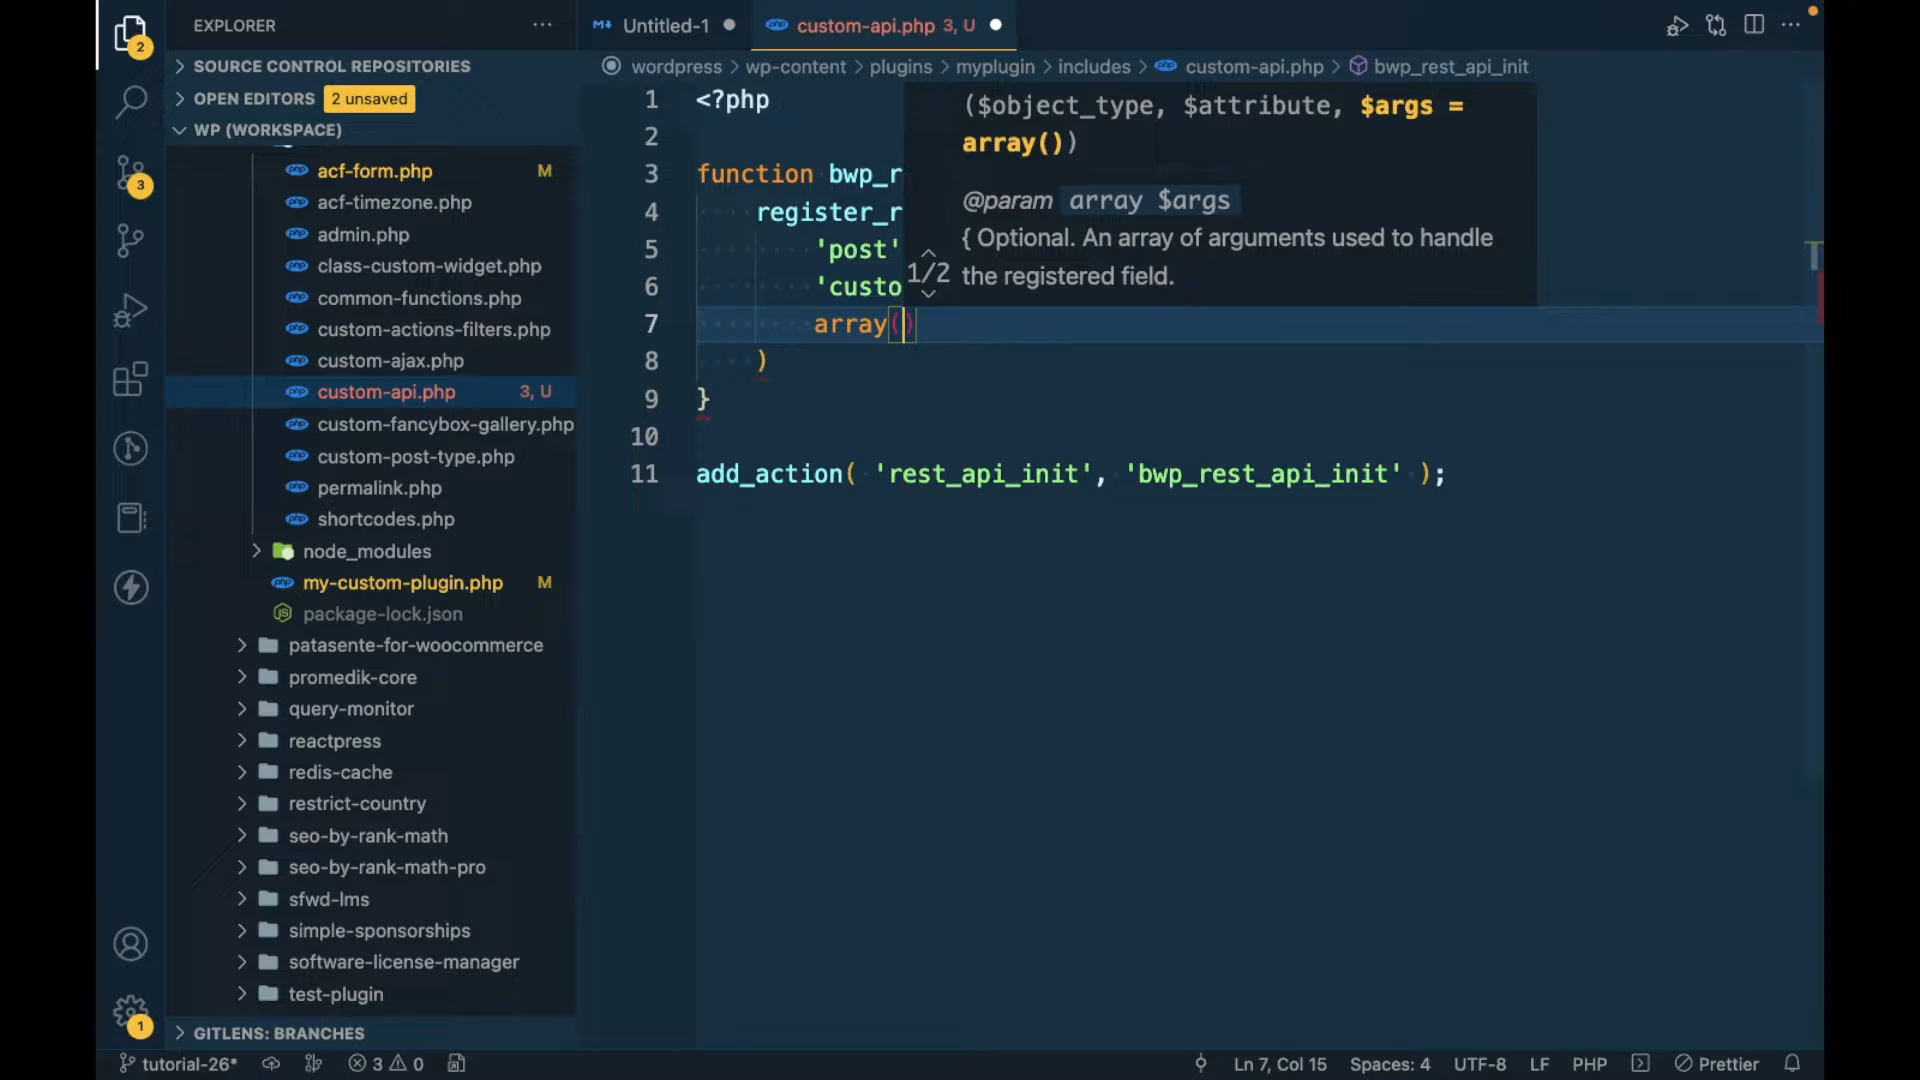 EXPLORER
Untitled-1
custom-api.php 3, U
2
SOURCE CONTROL REPOSITORIES
OPEN EDITORS 2 unsaved
WP (WORKSPACE)
wordpress > wp-content > plugins > myplugin > includes > custom-api.php > bwp_rest_api_init
acf-form.php M
acf-timezone.php
admin.php
class-custom-widget.php
common-functions.php
custom-actions-filters.php
custom-ajax.php
custom-api.php 3, U
custom-fancybox-gallery.php
custom-post-type.php
permalink.php
shortcodes.php
node_modules
my-custom-plugin.php M
package-lock.json
patasente-for-woocommerce
promedik-core
query-monitor
reactpress
redis-cache
restrict-country
seo-by-rank-math
seo-by-rank-math-pro
sfwd-lms
simple-sponsorships
software-license-manager
test-plugin
GITLENS: BRANCHES
3
1
1 <?php
2
3 function bwp_r
4 register_r
5 'post'
6 'custo
7 array()
8 )
9 }
10
11 add_action( 'rest_api_init', 'bwp_rest_api_init' );
($object_type, $attribute, $args =
array())
@param array $args
{ Optional. An array of arguments used to handle
1/2 the registered field.
tutorial-26* 3 0 Ln 7, Col 15 Spaces: 4 UTF-8 LF PHP Prettier